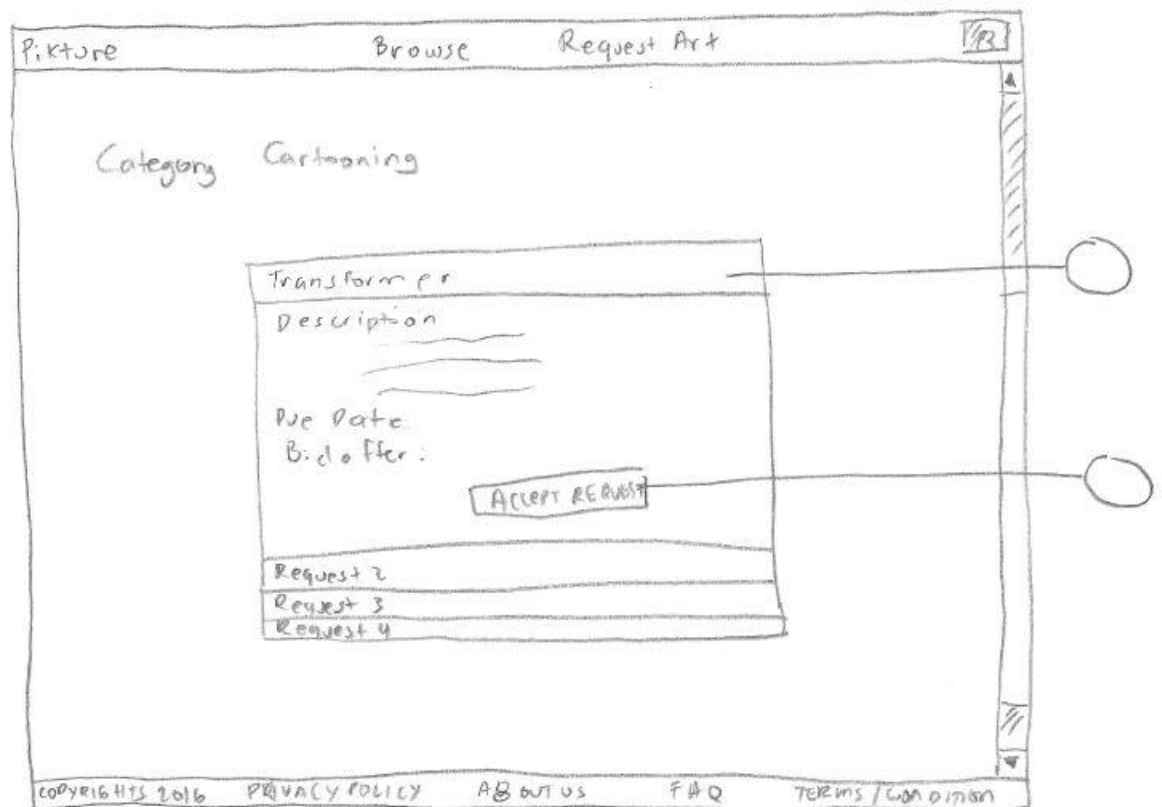 Pikture Browse Request Art
Category Cartooning
Transformer
Description
Due Date
Bid offer:
ACCEPT REQUEST
Request 2
Request 3
Request 4
COPYRIGHTS 2016 PRIVACY POLICY ABOUT US FAQ TERMS / CONDITION